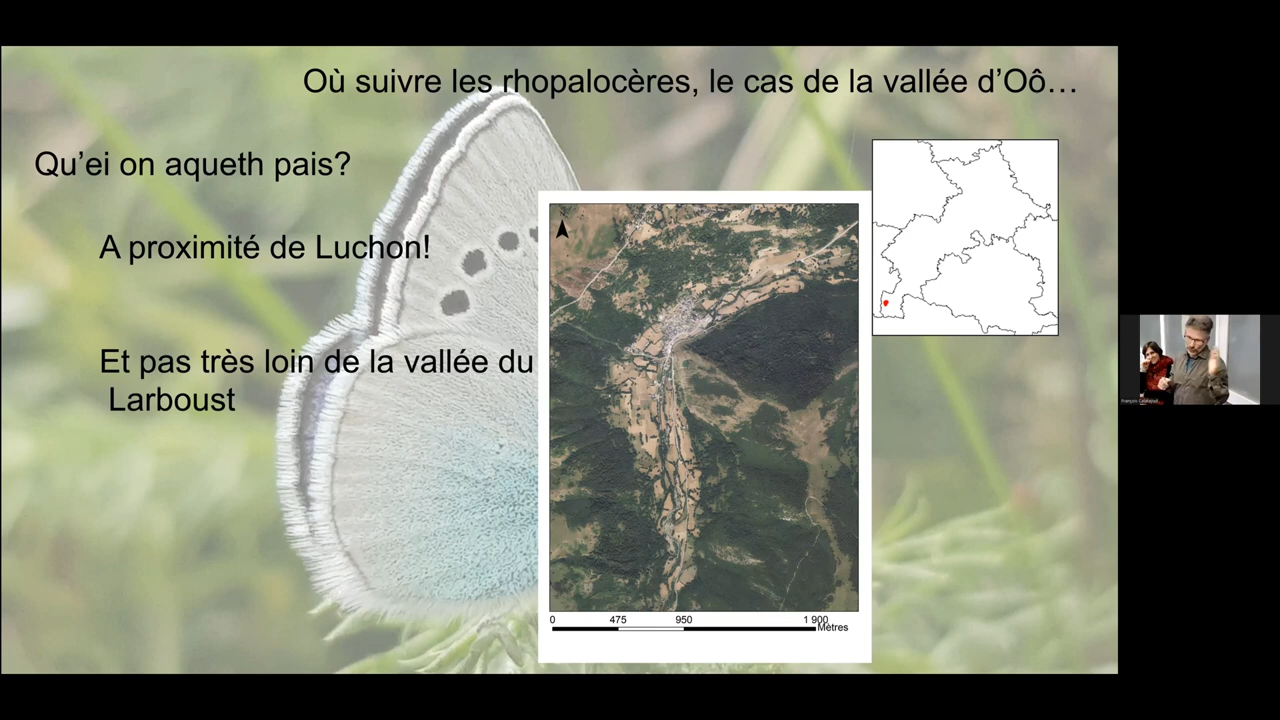 Où suivre les rhopalocères, le cas de la vallée d'Oô…
Qu'ei on aqueth pais?
A proximité de Luchon!
Et pas très loin de la vallée du
Larboust
0 475 950 1 900
Mètres